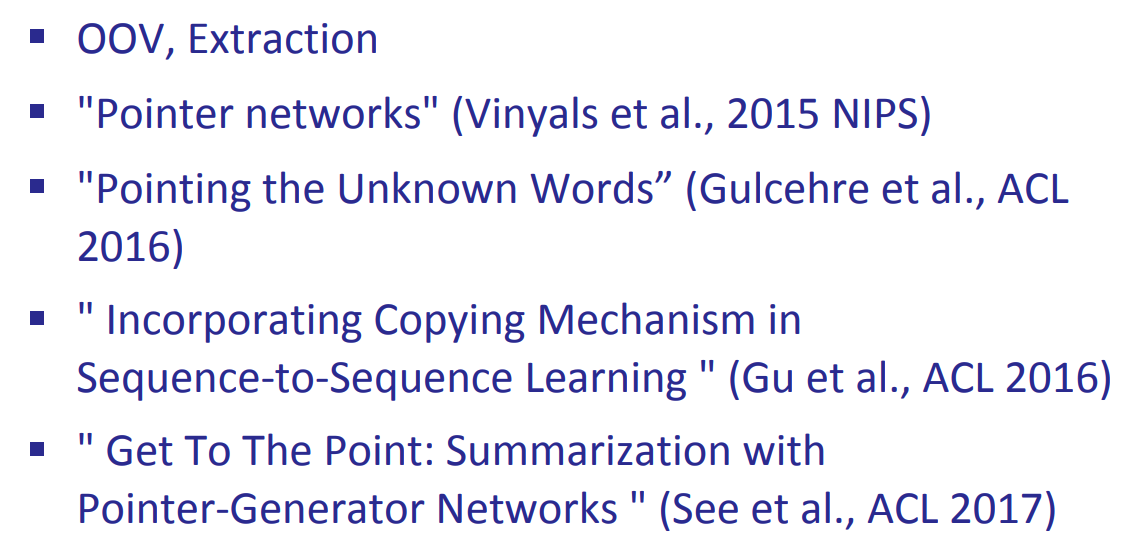 ▪ OOV, Extraction
▪ "Pointer networks" (Vinyals et al., 2015 NIPS)
▪ "Pointing the Unknown Words” (Gulcehre et al., ACL
2016)
▪ " Incorporating Copying Mechanism in
Sequence-to-Sequence Learning " (Gu et al., ACL 2016)
▪ " Get To The Point: Summarization with
Pointer-Generator Networks " (See et al., ACL 2017)